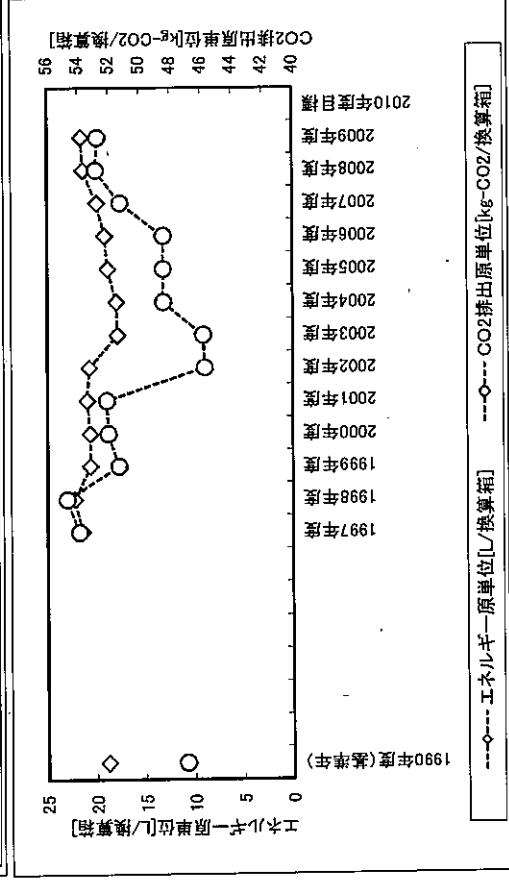 エネルギー原単位[L/換算箱]
CO2排出原単位[kg-CO2/換算箱]
25
20
15
10
5
0
56
54
52
50
48
46
44
42
40
1990年度(基準年)
1997年度
1998年度
1999年度
2000年度
2001年度
2002年度
2003年度
2004年度
2005年度
2006年度
2007年度
2008年度
2009年度
2010年度目標
エネルギー原単位[L/換算箱]
CO2排出原単位[kg-CO2/換算箱]